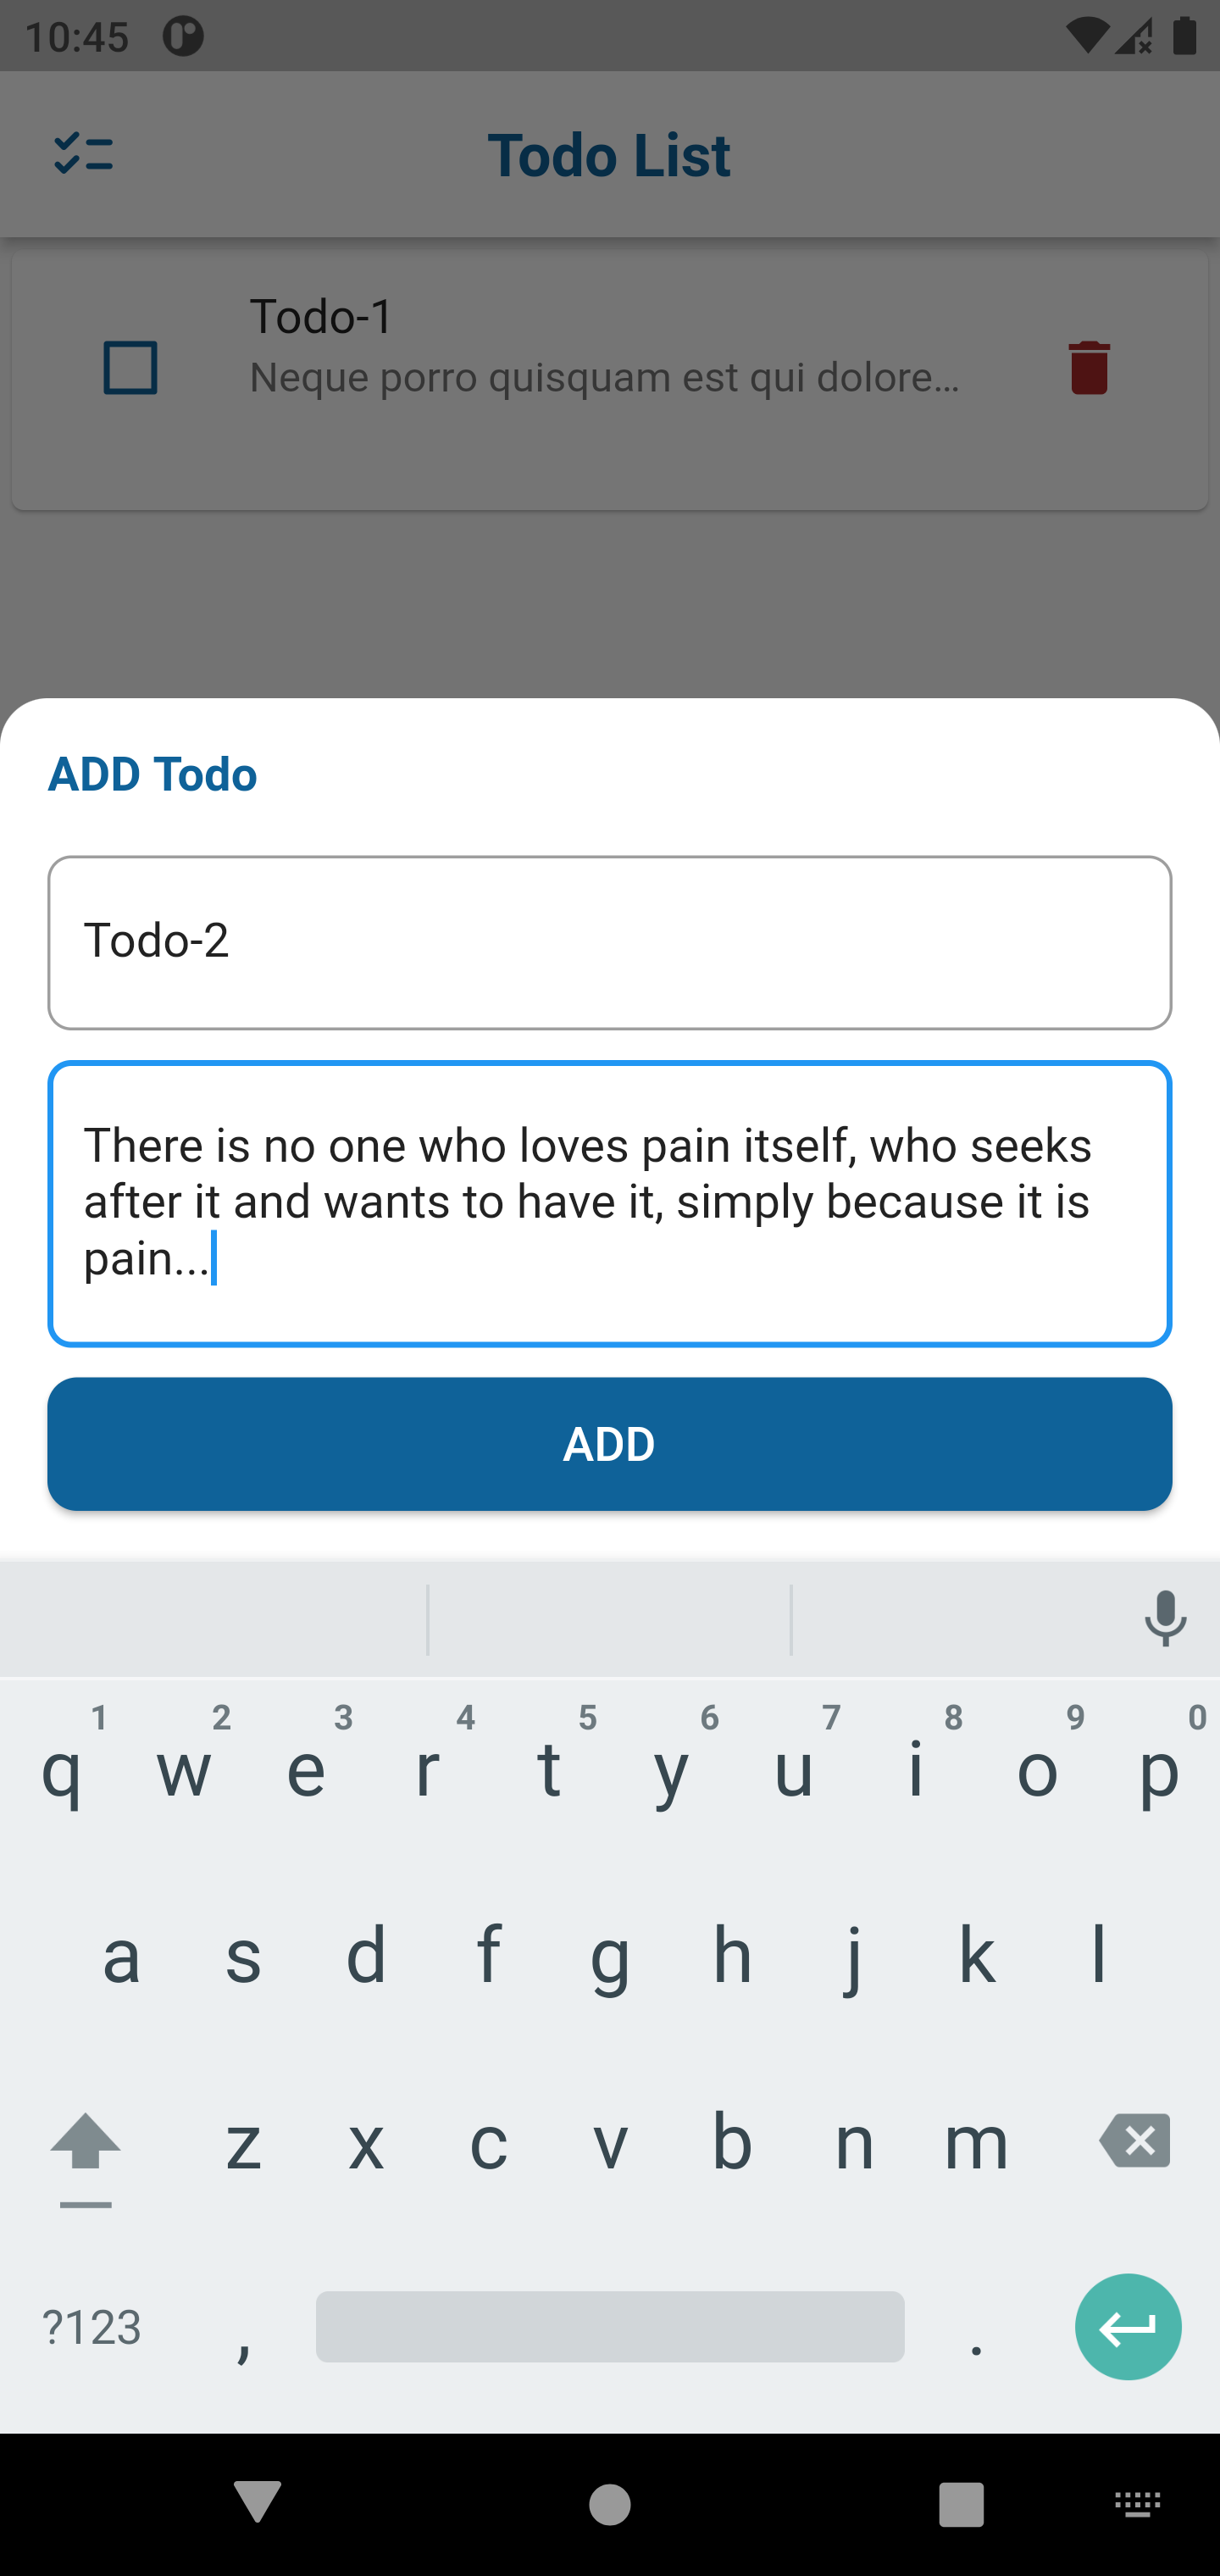 10:45
Todo List
Todo-1
Neque porro quisquam est qui dolore...
ADD Todo
Todo-2
There is no one who loves pain itself, who seeks
after it and wants to have it, simply because it is
pain...
ADD
1 2 3 4 5 6 7 8 9 0
q w e r t y u i o p
a s d f g h j k l
z x c v b n m
?123 , .